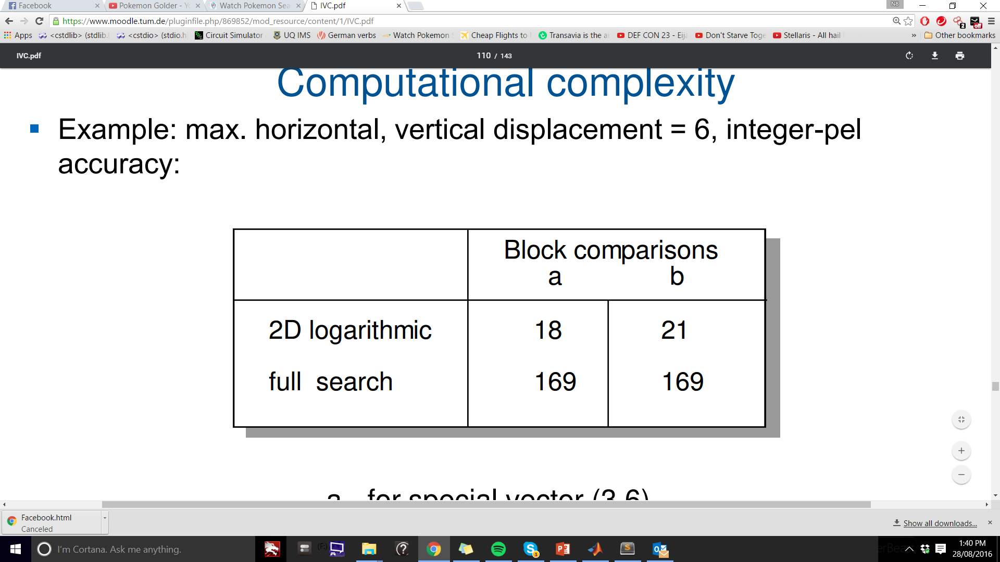 Facebook
Pokemon Golder - Yo
Watch Pokemon Sea
IVC.pdf
N8
https://www.moodle.tum.de/pluginfile.php/869852/mod_resource/content/1/IVC.pdf
2
off
Apps
<cstdlib> (stdlib.
<cstdio> (stdio.h
Circuit Simulator
UQ IMS
German verbs
Watch Pokemon
Cheap Flights to
Transavia is the
DEF CON 23 - Eija
Don't Starve Toge
Stellaris - All hail
»
Other bookmarks
IVC.pdf
110 / 143
Computational complexity
Example: max. horizontal, vertical displacement = 6, integer-pel
accuracy:
Block comparisons
a b
2D logarithmic 18 21
full search 169 169
a for special vector (3,6)
Facebook.html
Canceled
Show all downloads...
I'm Cortana. Ask me anything.
(F:)
1
1:40 PM
28/08/2016